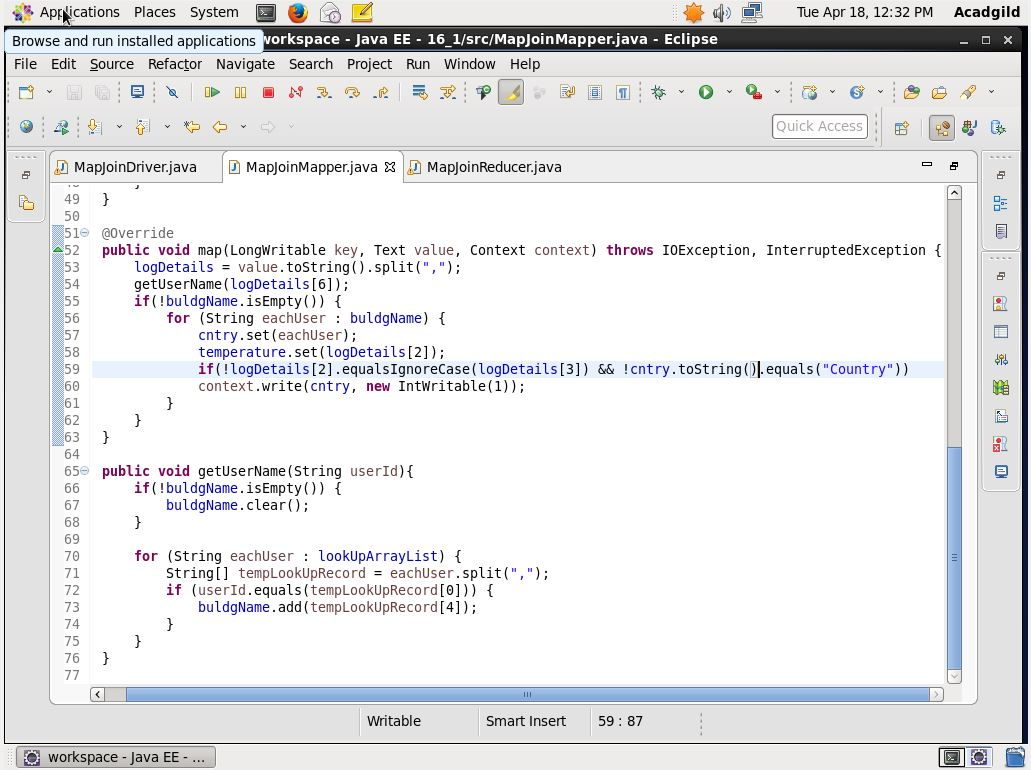 Applications Places System Tue Apr 18, 12:32 PM Acadgild
Browse and run installed applications
workspace - Java EE - 16_1/src/MapJoinMapper.java - Eclipse
File Edit Source Refactor Navigate Search Project Run Window Help
Quick Access
MapJoinDriver.java MapJoinMapper.java MapJoinReducer.java
49 }
50
51 @Override
52 public void map(LongWritable key, Text value, Context context) throws IOException, InterruptedException {
53 logDetails = value.toString().split(",");
54 getUserName(logDetails[6]);
55 if(!buldgName.isEmpty()) {
56 for (String eachUser : buldgName) {
57 cntry.set(eachUser);
58 temperature.set(logDetails[2]);
59 if(!logDetails[2].equalsIgnoreCase(logDetails[3]) && !cntry.toString().equals("Country"))
60 context.write(cntry, new IntWritable(1));
61 }
62 }
63 }
64
65 public void getUserName(String userId){
66 if(!buldgName.isEmpty()) {
67 buldgName.clear();
68 }
69
70 for (String eachUser : lookUpArrayList) {
71 String[] tempLookUpRecord = eachUser.split(",");
72 if (userId.equals(tempLookUpRecord[0])) {
73 buldgName.add(tempLookUpRecord[4]);
74 }
75 }
76 }
77
Writable Smart Insert 59 : 87
workspace - Java EE - ...